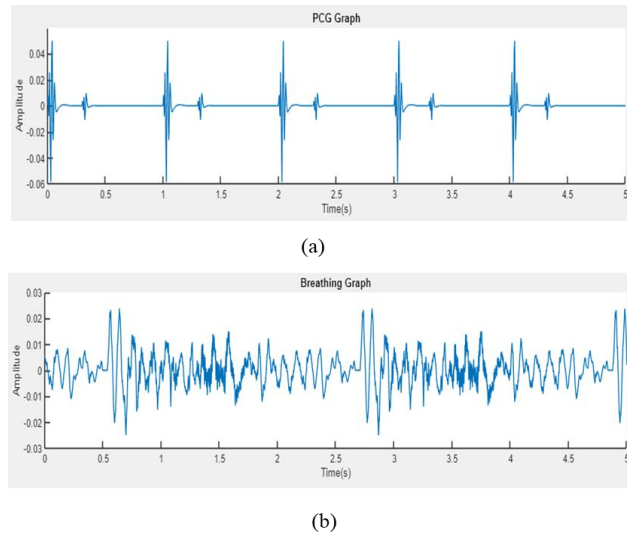 PCG Graph
Amplitude
0.04
0.02
0
-0.02
-0.04
-0.06
0 0.5 1 1.5 2 2.5 3 3.5 4 4.5 5
Time(s)
(a)
Breathing Graph
Amplitude
0.03
0.02
0.01
0
-0.01
-0.02
-0.03
0 0.5 1 1.5 2 2.5 3 3.5 4 4.5 5
Time(s)
(b)